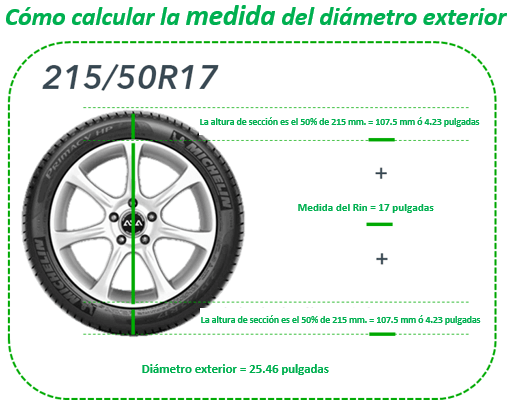 Cómo calcular la medida del diámetro exterior
215/50R17
La altura de sección es el 50% de 215 mm. = 107.5 mm ó 4.23 pulgadas
+
Medida del Rin = 17 pulgadas
+
La altura de sección es el 50% de 215 mm. = 107.5 mm ó 4.23 pulgadas
Diámetro exterior = 25.46 pulgadas
PRIMACY HP
MICHELIN
MICHELIN